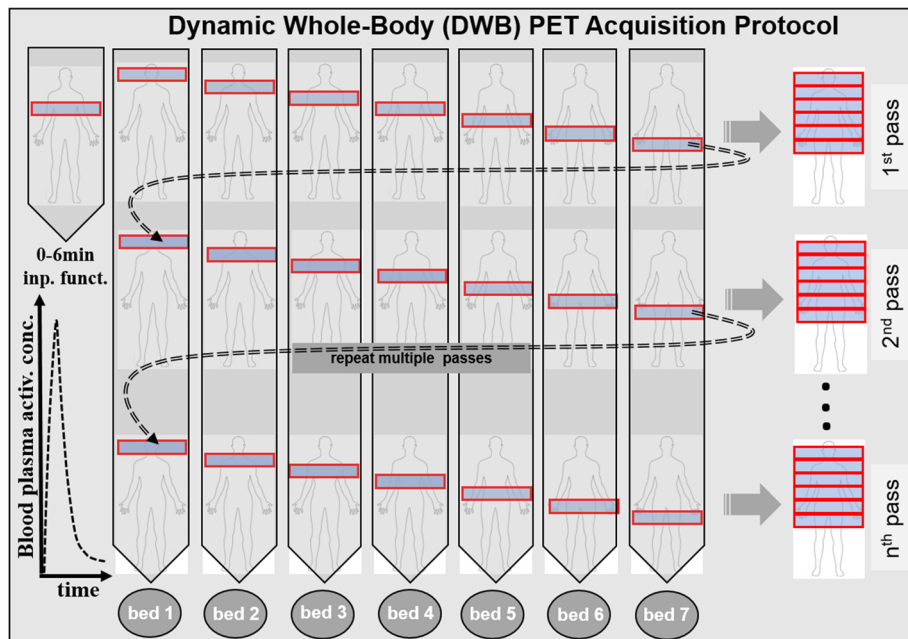 Dynamic Whole-Body (DWB) PET Acquisition Protocol
0-6min
inp. funct.
Blood plasma activ. conc.
time
repeat multiple passes
1st pass
2nd pass
nth pass
bed 1
bed 2
bed 3
bed 4
bed 5
bed 6
bed 7